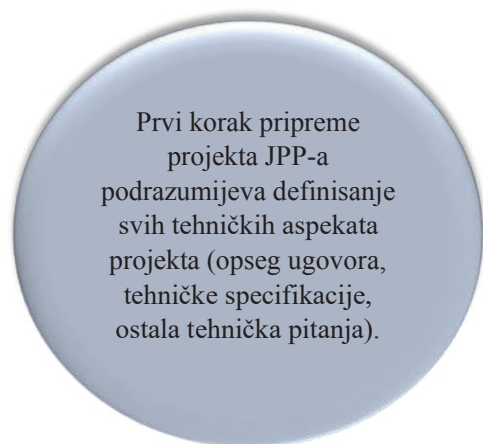 Prvi korak pripreme
projekta JPP-a
podrazumijeva definisanje
svih tehničkih aspekata
projekta (opseg ugovora,
tehničke specifikacije,
ostala tehnička pitanja).